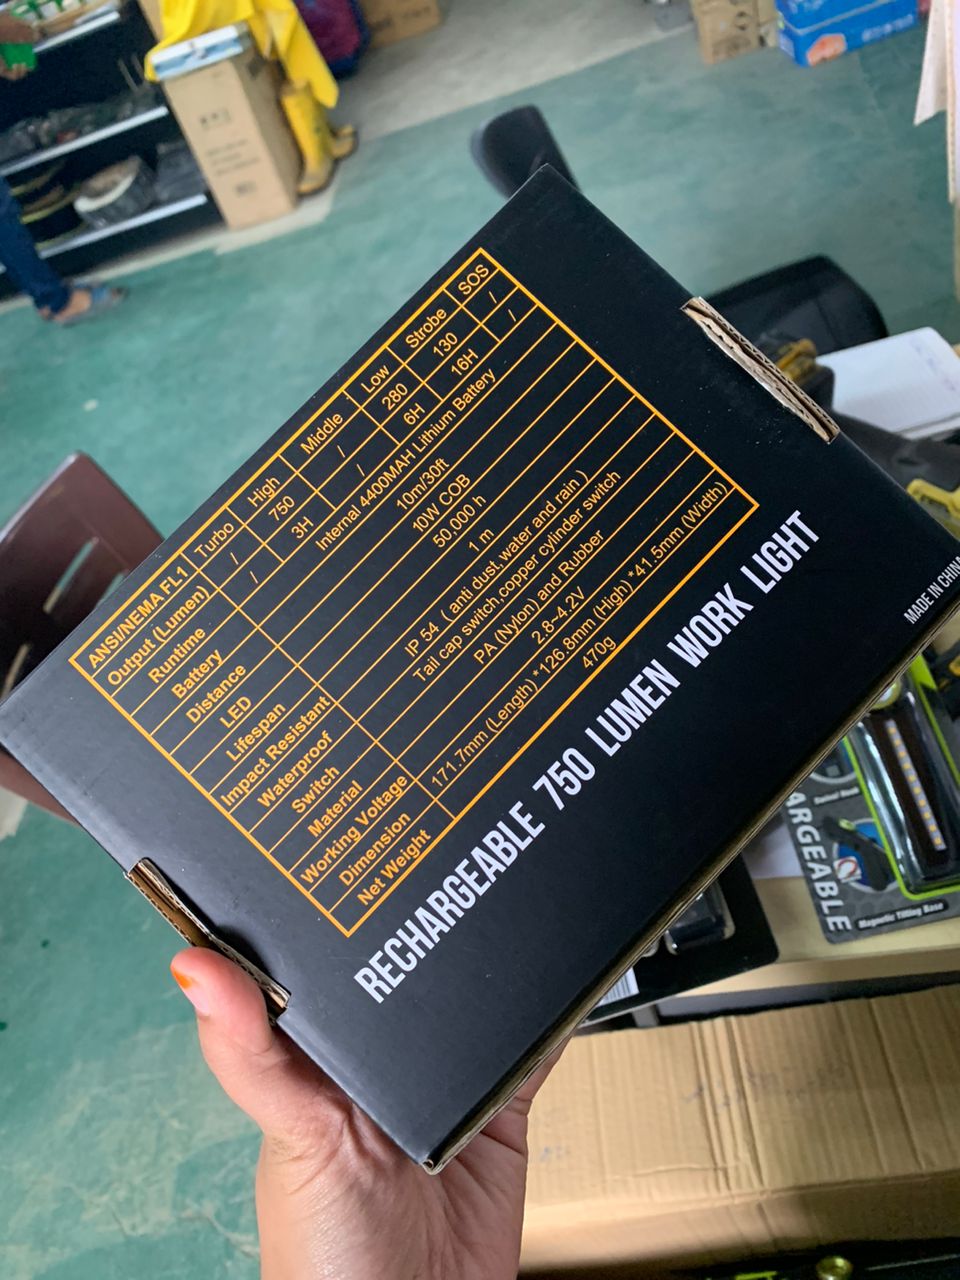 ANSI/NEMA FL1 Turbo High Middle Low Strobe SOS
Output (Lumen) / 750 / 280 130 /
Runtime / 3H / 6H 16H /
Battery Internal 4400MAH Lithium Battery
Distance 10m/30ft
LED 10W COB
Lifespan 50,000 h
Impact Resistant 1 m
Waterproof IP 54 ( anti dust,water and rain )
Switch Tail cap switch,copper cylinder switch
Material PA (Nylon) and Rubber
Working Voltage 2.8~4.2V
Dimension 171.7mm (Length) *126.8mm (High) *41.5mm (Width)
Net Weight 470g
RECHARGEABLE 750 LUMEN WORK LIGHT
MADE IN CHINA
ARGEABLE
Magnetic Tilting Base